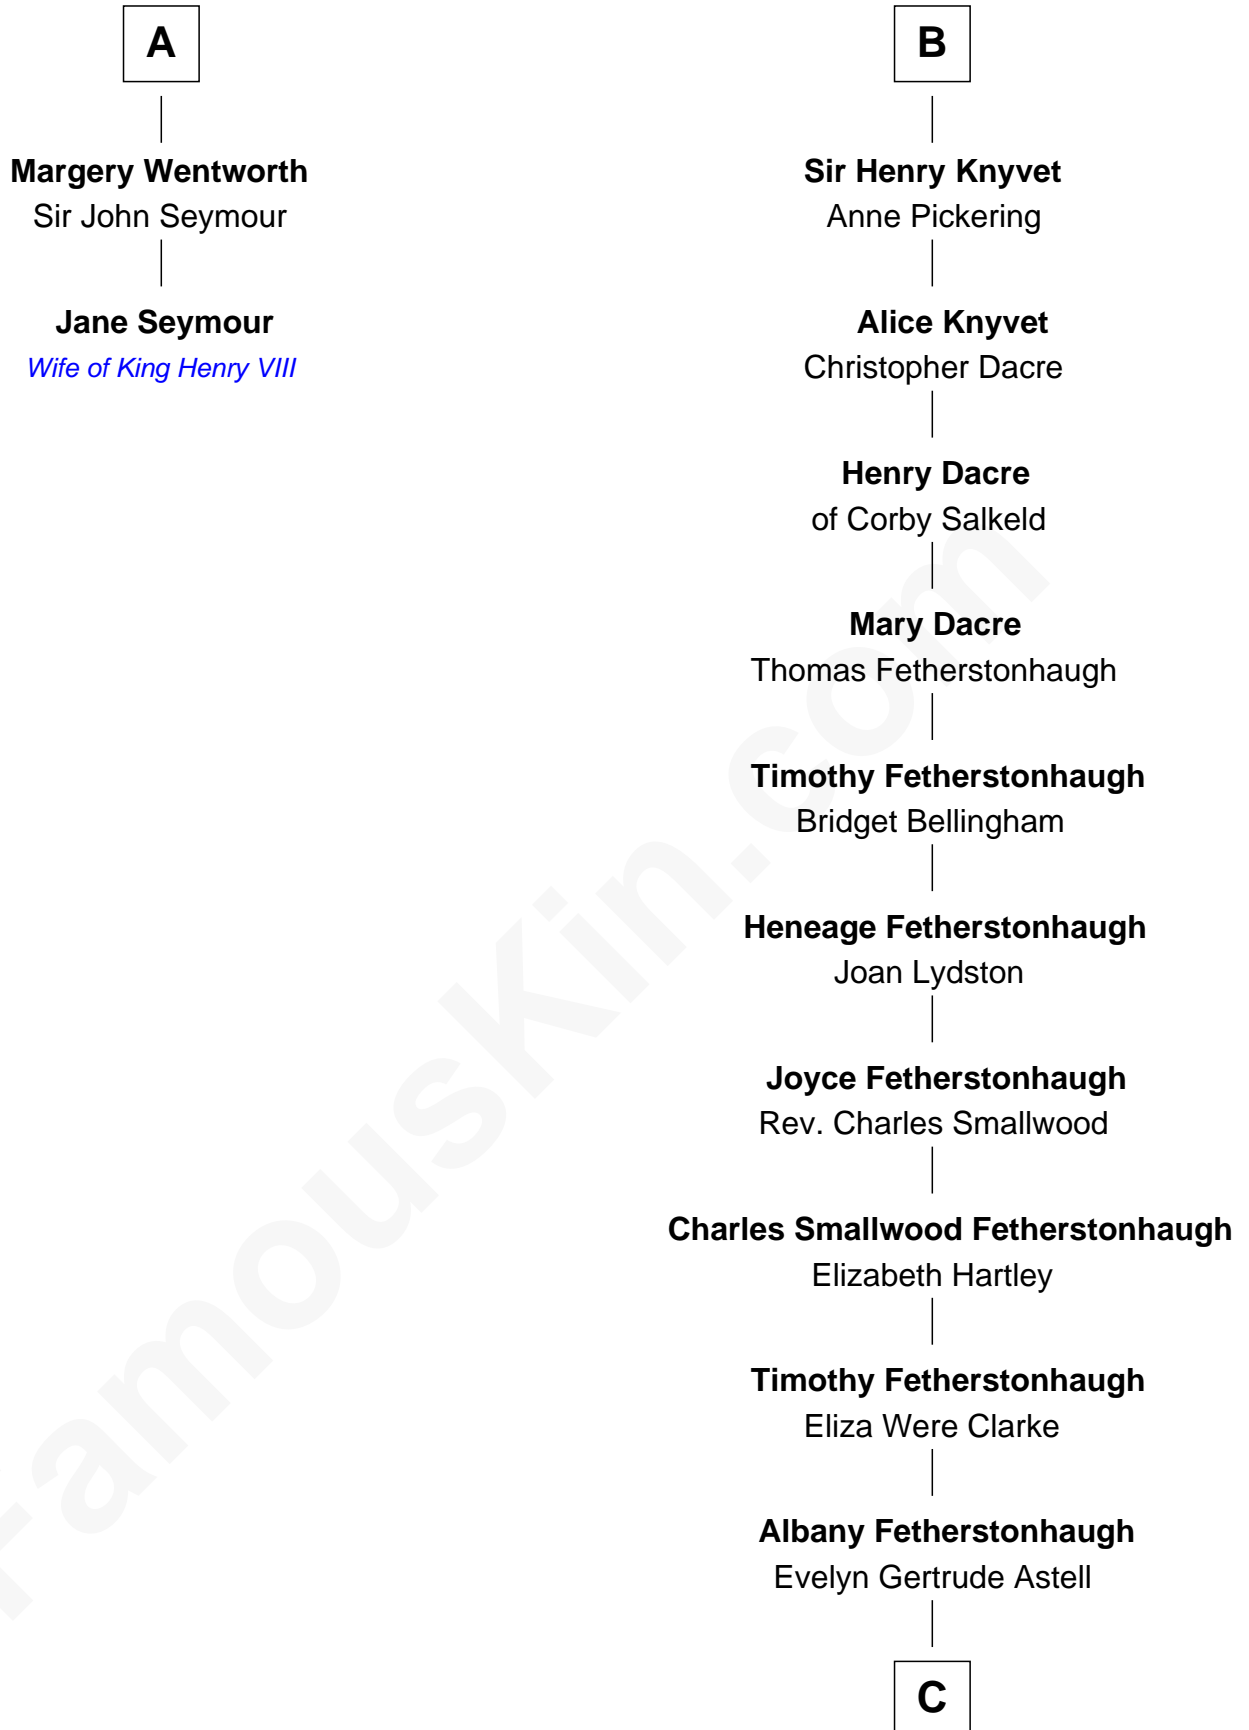 A
Margery Wentworth
Sir John Seymour
Jane Seymour
Wife of King Henry VIII
B
Sir Henry Knyvet
Anne Pickering
Alice Knyvet
Christopher Dacre
Henry Dacre
of Corby Salkeld
Mary Dacre
Thomas Fetherstonhaugh
Timothy Fetherstonhaugh
Bridget Bellingham
Heneage Fetherstonhaugh
Joan Lydston
Joyce Fetherstonhaugh
Rev. Charles Smallwood
Charles Smallwood Fetherstonhaugh
Elizabeth Hartley
Timothy Fetherstonhaugh
Eliza Were Clarke
Albany Fetherstonhaugh
Evelyn Gertrude Astell
C
FamousKin.com